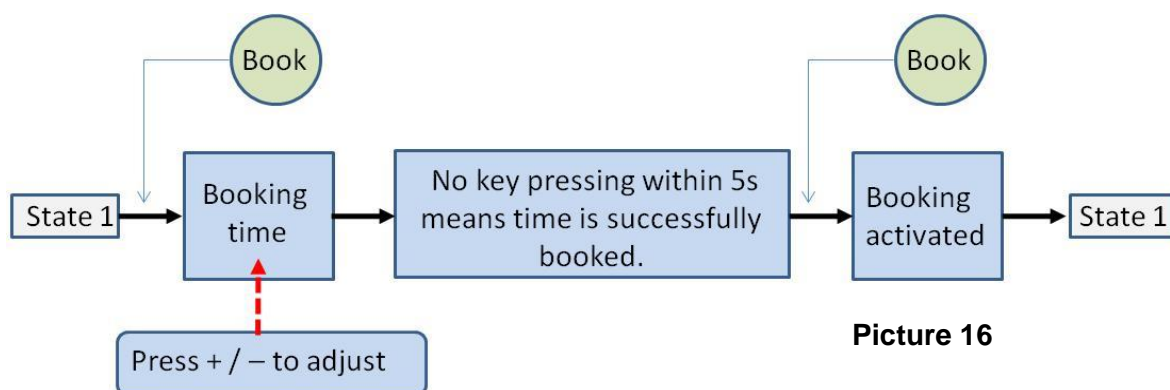 Book
Book
State 1
Booking
time
No key pressing within 5s
means time is successfully
booked.
Booking
activated
State 1
Press + / – to adjust
Picture 16